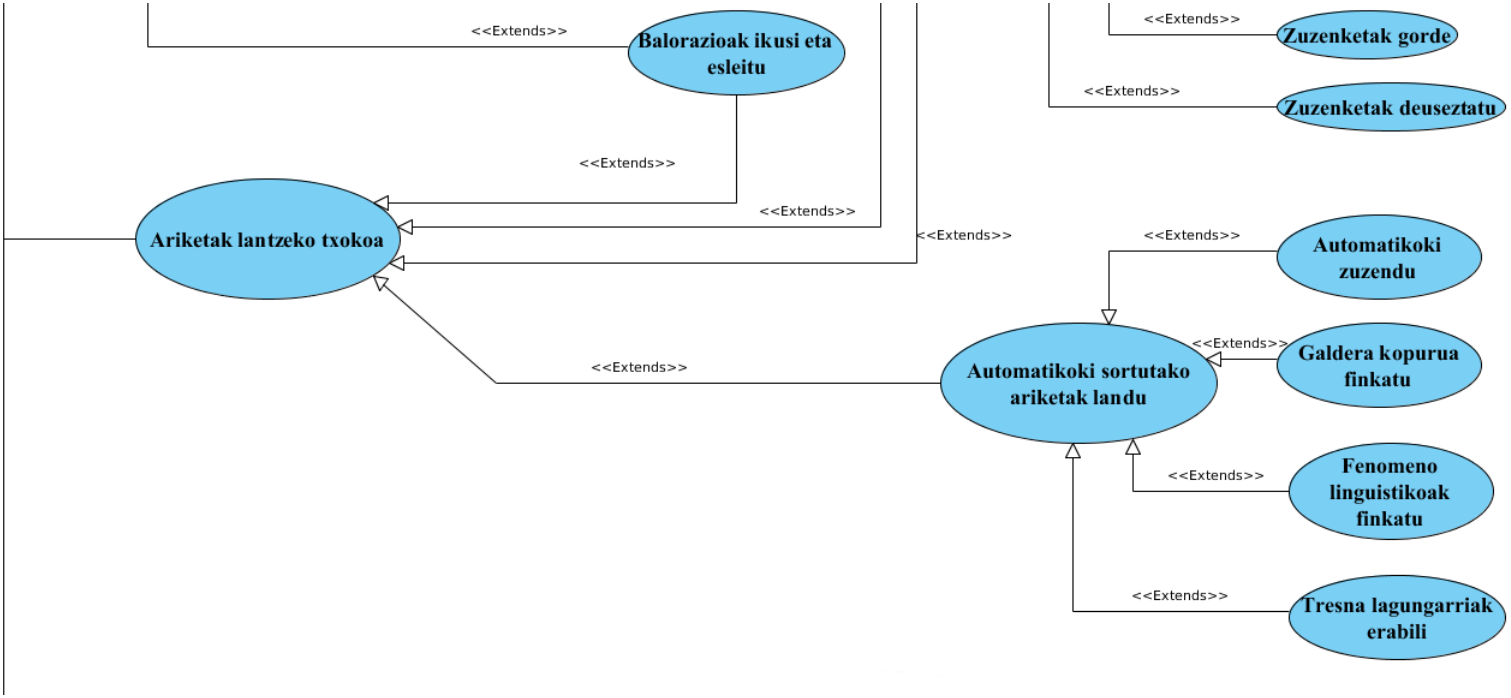 <<Extends>>
Balorazioak ikusi eta
esleitu
<<Extends>>
Zuzenketak gorde
<<Extends>>
Zuzenketak deuseztatu
<<Extends>>
Ariketak lantzeko txokoa
<<Extends>>
<<Extends>>
<<Extends>>
Automatikoki
zuzendu
<<Extends>>
Galdera kopurua
finkatu
<<Extends>>
Automatikoki sortutako
ariketak landu
<<Extends>>
Fenomeno
linguistikoak
finkatu
<<Extends>>
Tresna lagungarriak
erabili